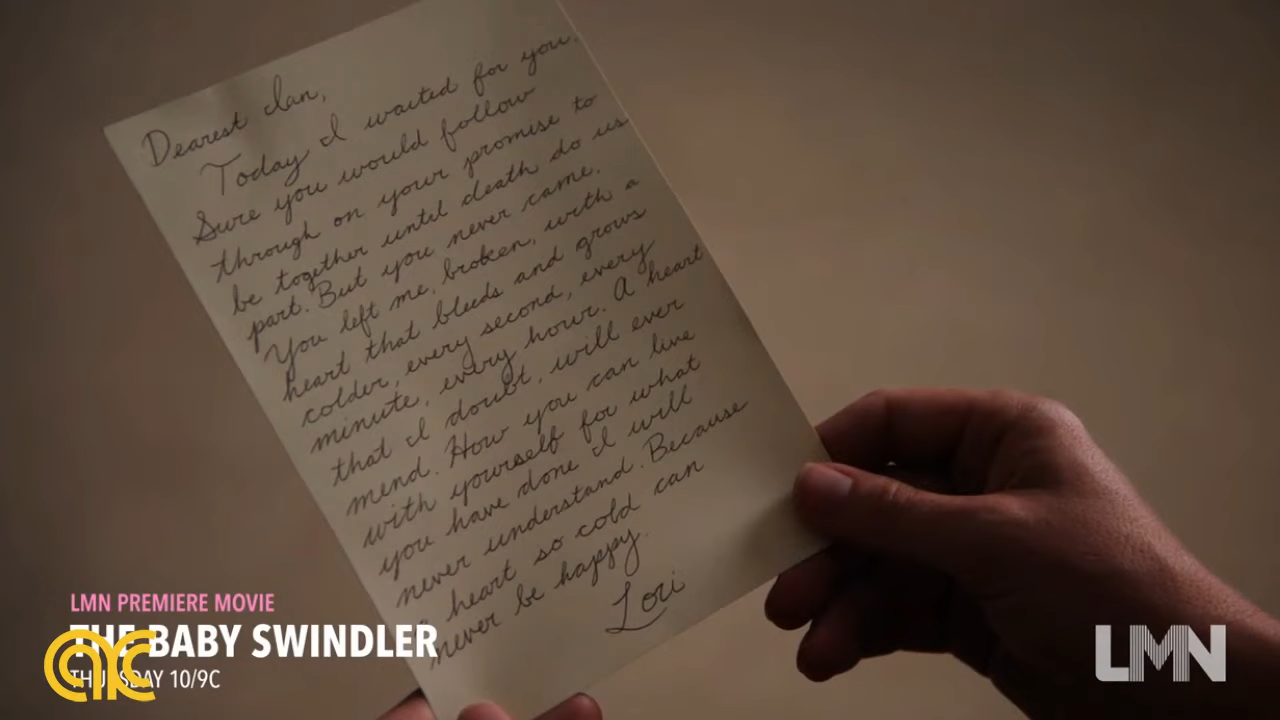 Dearest Ian,
Today I waited for you.
Sure you would follow
through on your promise to
be together until death do us
part. But you never came.
You left me, broken, with a
heart that bleeds and grows
colder, every second, every
minute, every hour. A heart
that I doubt, will ever
mend. How you can live
with yourself for what
you have done I will
never understand. Because
a heart so cold can
never be happy.
Lori
LMN PREMIERE MOVIE
THE BABY SWINDLER
THURSDAY 10/9C
LMN